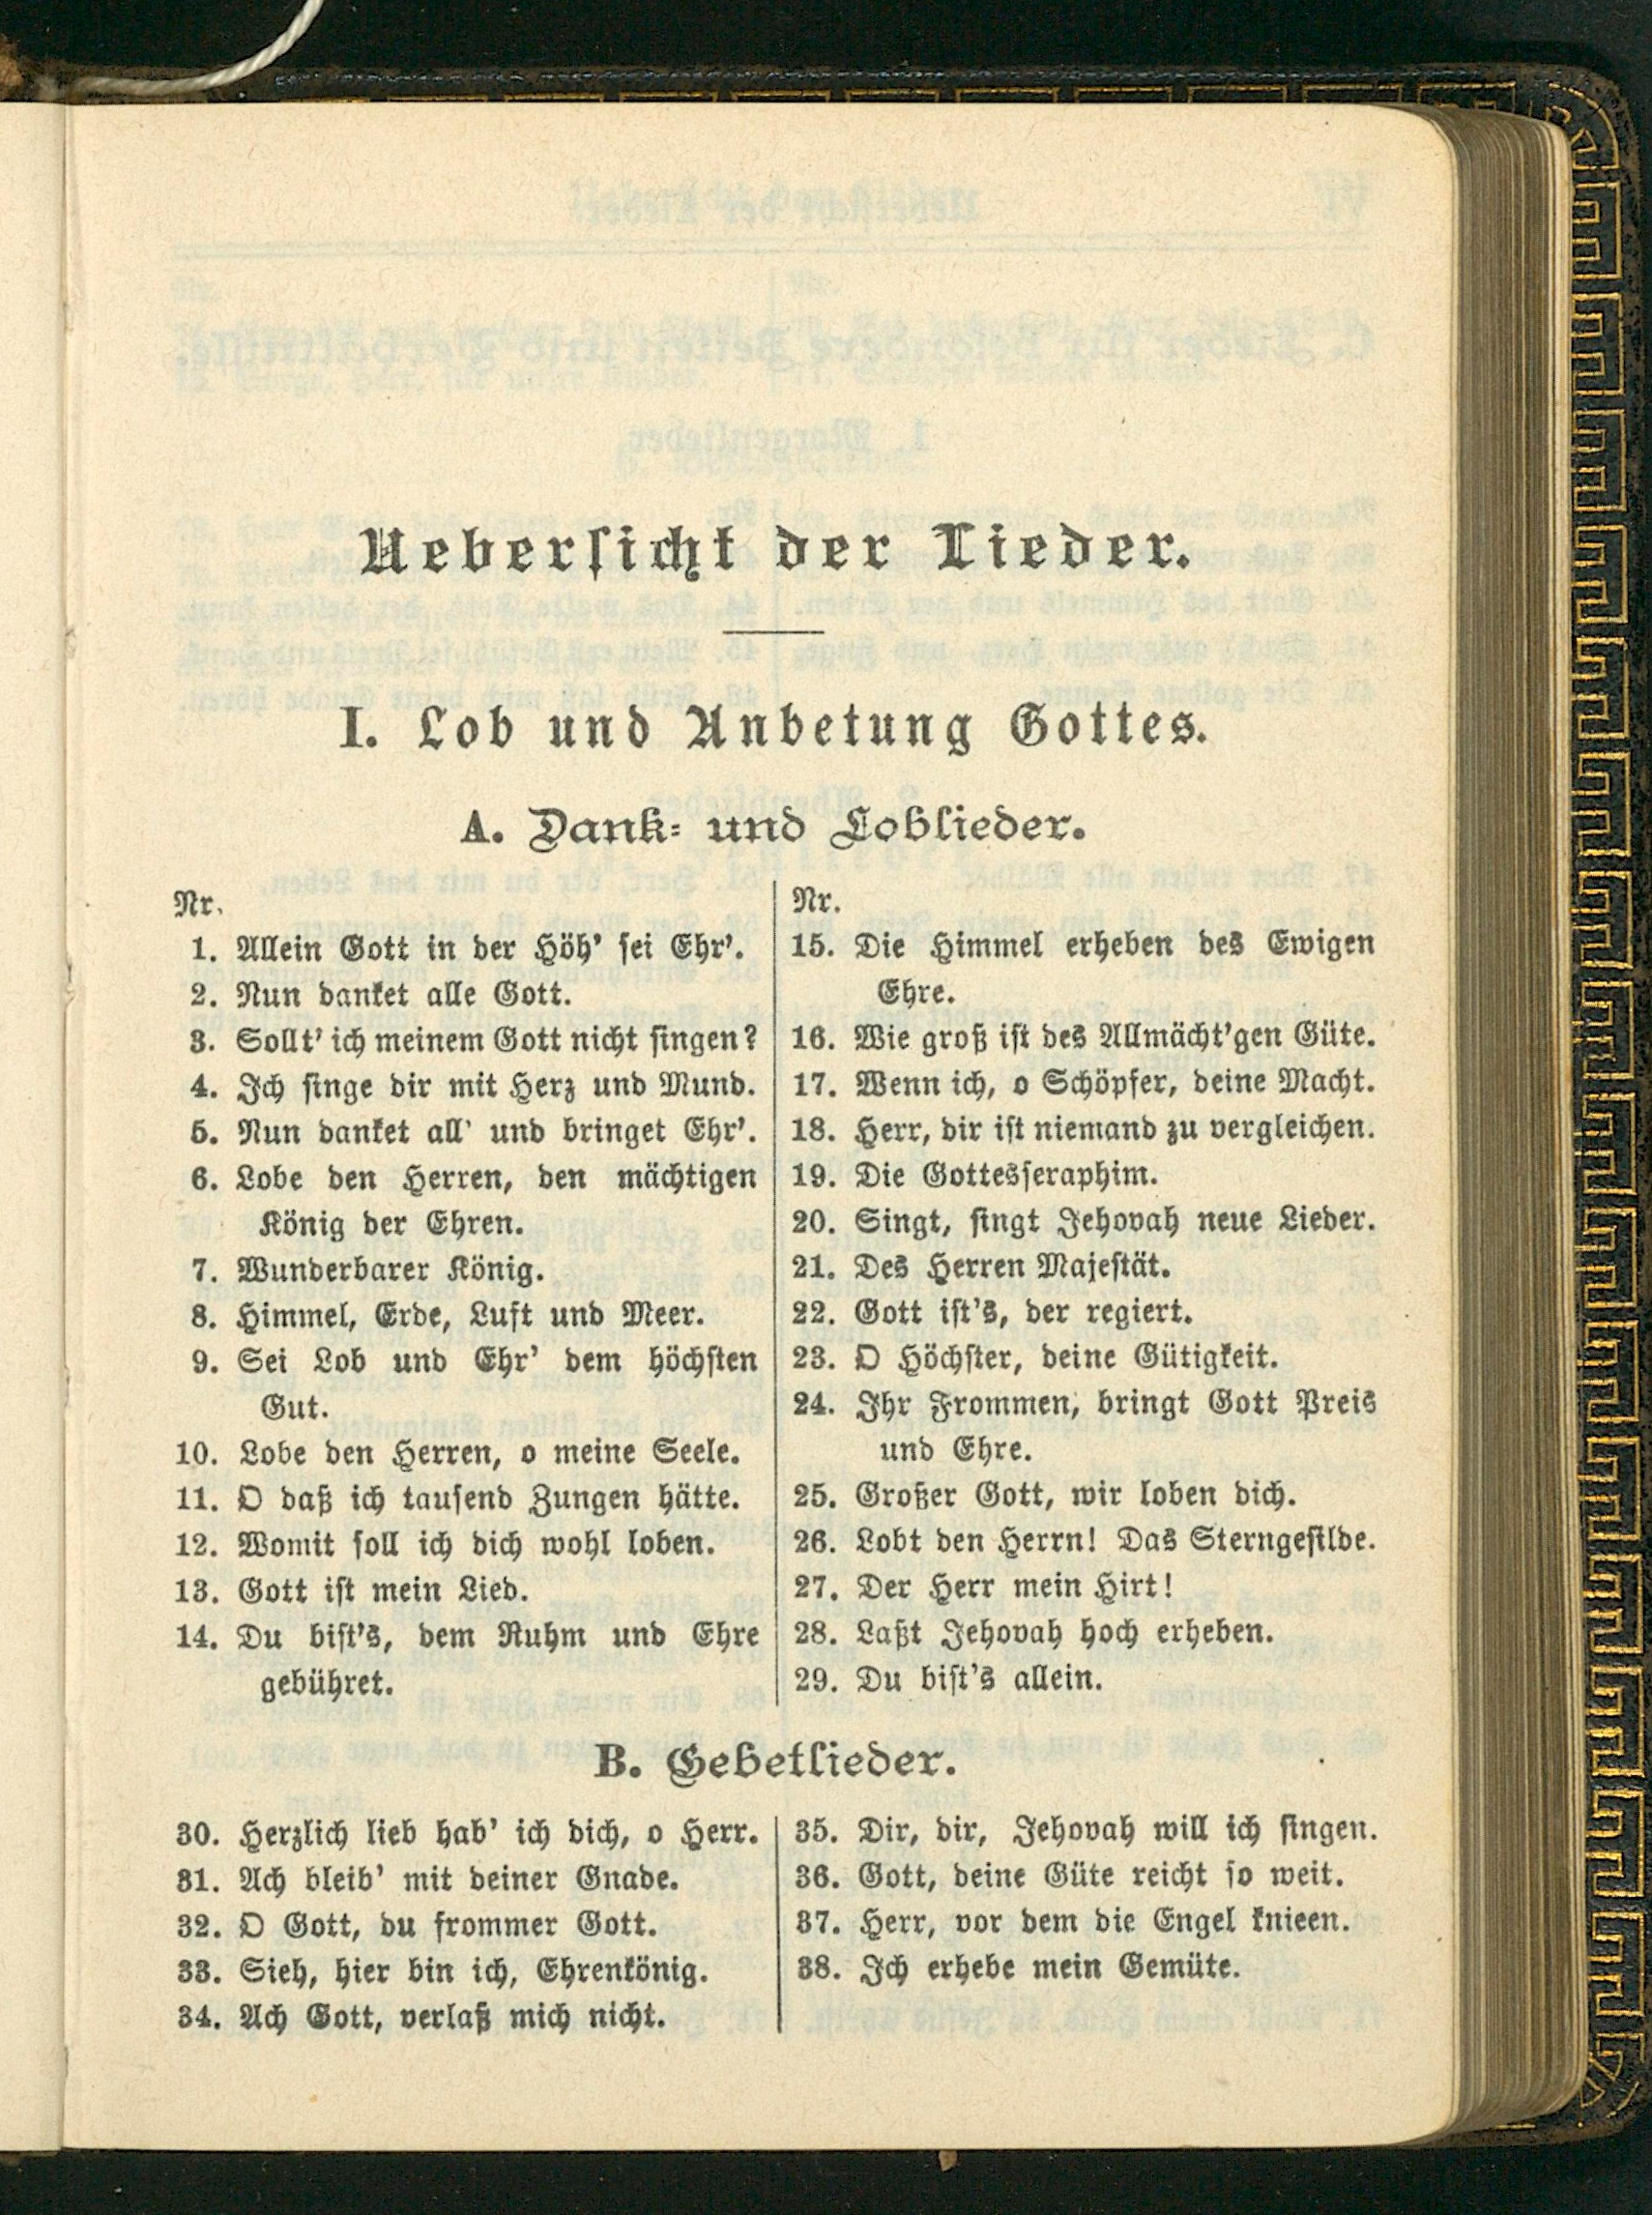 Uebersicht der Lieder.
I. Lob und Anbetung Gottes.
A. Dank- und Loblieder.
Nr.
1. Allein Gott in der Höh' sei Ehr'.
2. Nun danket alle Gott.
3. Sollt' ich meinem Gott nicht singen?
4. Ich singe dir mit Herz und Mund.
5. Nun danket all' und bringet Ehr'.
6. Lobe den Herren, den mächtigen
König der Ehren.
7. Wunderbarer König.
8. Himmel, Erde, Luft und Meer.
9. Sei Lob und Ehr' dem höchsten
Gut.
10. Lobe den Herren, o meine Seele.
11. O daß ich tausend Zungen hätte.
12. Womit soll ich dich wohl loben.
13. Gott ist mein Lied.
14. Du bist's, dem Ruhm und Ehre
gebühret.
Nr.
15. Die Himmel erheben des Ewigen
Ehre.
16. Wie groß ist des Allmächt'gen Güte.
17. Wenn ich, o Schöpfer, deine Macht.
18. Herr, dir ist niemand zu vergleichen.
19. Die Gottesseraphim.
20. Singt, singt Jehovah neue Lieder.
21. Des Herren Majestät.
22. Gott ist's, der regiert.
23. O Höchster, deine Gütigkeit.
24. Ihr Frommen, bringt Gott Preis
und Ehre.
25. Großer Gott, wir loben dich.
26. Lobt den Herrn! Das Sterngefilde.
27. Der Herr mein Hirt!
28. Laßt Jehovah hoch erheben.
29. Du bist's allein.
B. Gebetlieder.
30. Herzlich lieb hab' ich dich, o Herr.
31. Ach bleib' mit deiner Gnade.
32. O Gott, du frommer Gott.
33. Sieh, hier bin ich, Ehrenkönig.
34. Ach Gott, verlaß mich nicht.
35. Dir, dir, Jehovah will ich singen.
36. Gott, deine Güte reicht so weit.
37. Herr, vor dem die Engel knieen.
38. Ich erhebe mein Gemüte.